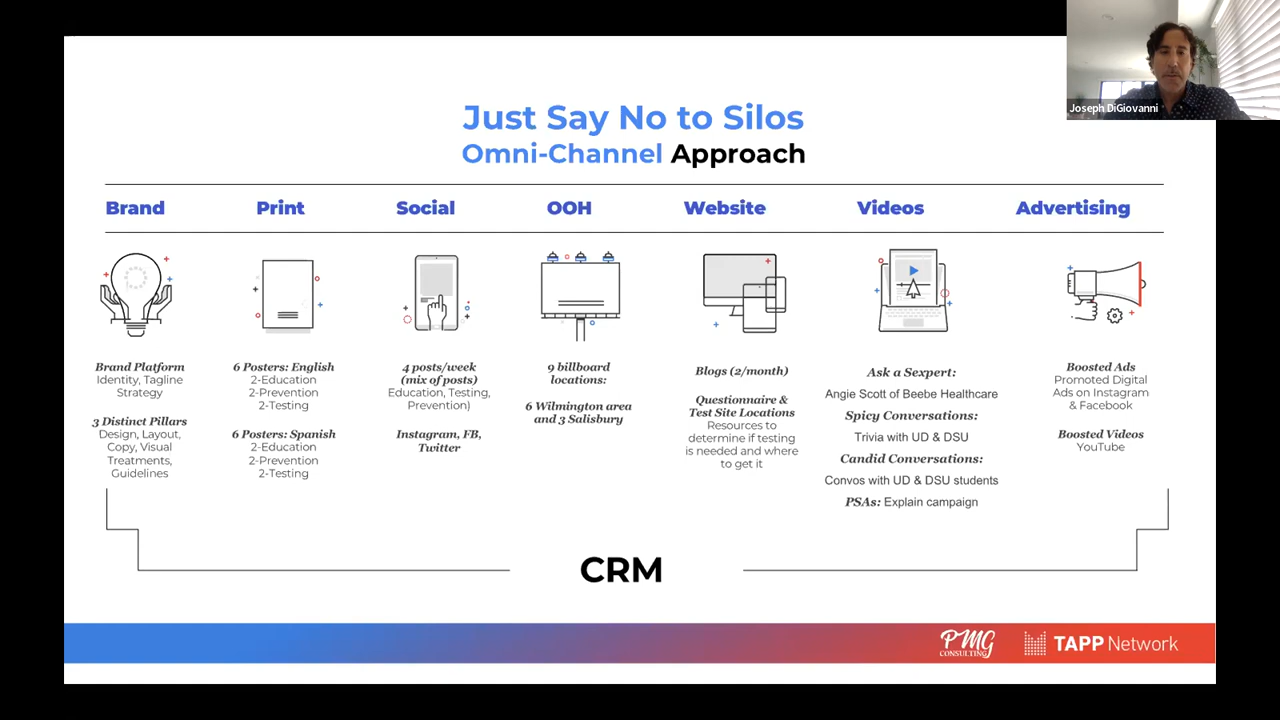 Joseph DiGiovanni
Just Say No to Silos
Omni-Channel Approach
Brand
Print
Social
OOH
Website
Videos
Advertising
Brand Platform
Identity, Tagline
Strategy
3 Distinct Pillars
Design, Layout,
Copy, Visual
Treatments,
Guidelines
6 Posters: English
2-Education
2-Prevention
2-Testing
6 Posters: Spanish
2-Education
2-Prevention
2-Testing
4 posts/week
(mix of posts)
Education, Testing,
Prevention)
Instagram, FB,
Twitter
9 billboard
locations:
6 Wilmington area
and 3 Salisbury
Blogs (2/month)
Questionnaire &
Test Site Locations
Resources to
determine if testing
is needed and where
to get it
Ask a Sexpert:
Angie Scott of Beebe Healthcare
Spicy Conversations:
Trivia with UD & DSU
Candid Conversations:
Convos with UD & DSU students
PSAs: Explain campaign
Boosted Ads
Promoted Digital
Ads on Instagram
& Facebook
Boosted Videos
YouTube
CRM
PMG
CONSULTING
TAPP Network